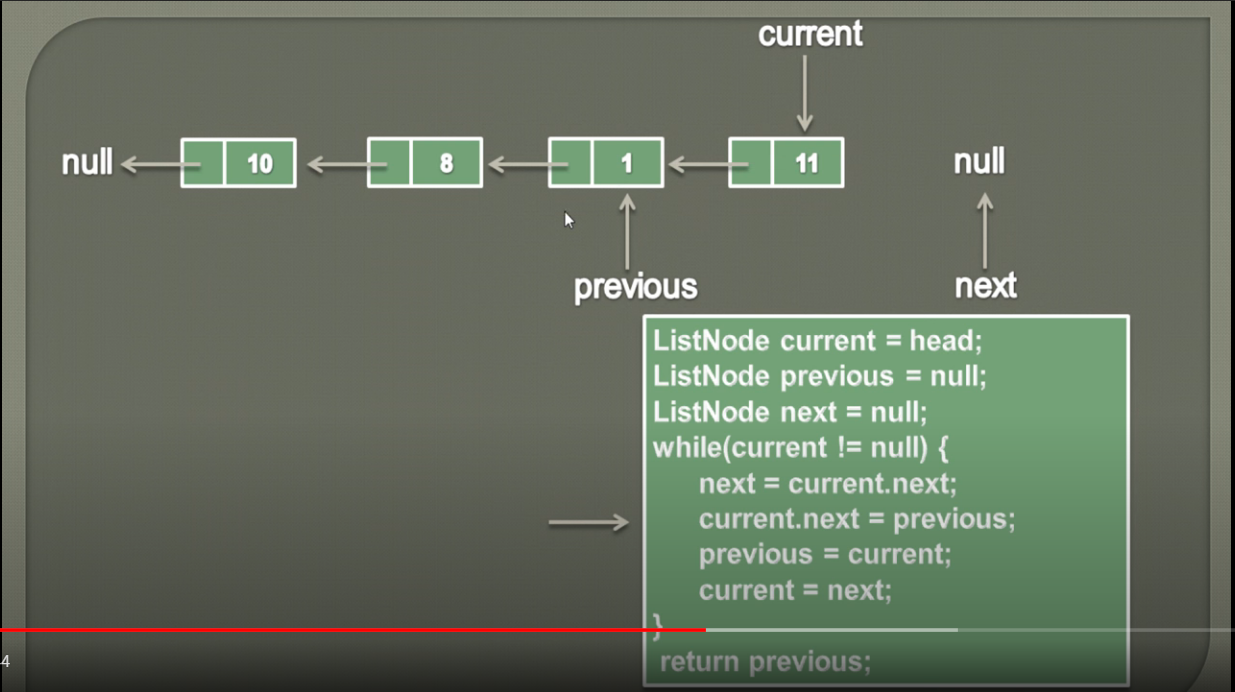 current
null 10 8 1 11 null
previous next
ListNode current = head;
ListNode previous = null;
ListNode next = null;
while(current != null) {
next = current.next;
current.next = previous;
previous = current;
current = next;
}
return previous;
4